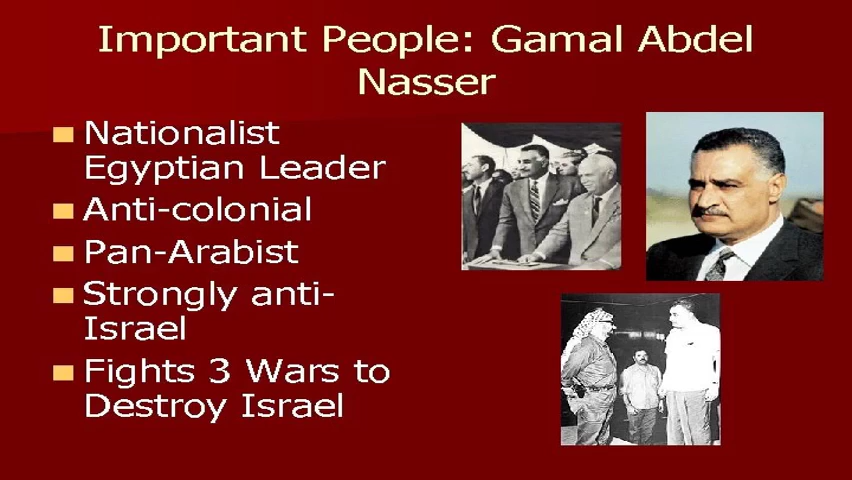 Important People: Gamal Abdel
Nasser
Nationalist
Egyptian Leader
Anti-colonial
Pan-Arabist
Strongly anti-
Israel
Fights 3 Wars to
Destroy Israel